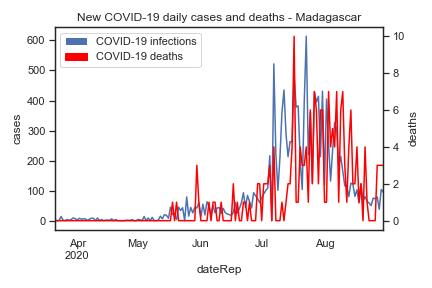 New COVID-19 daily cases and deaths - Madagascar
COVID-19 infections
COVID-19 deaths
600
500
400
300
200
100
0
cases
10
8
6
4
2
0
deaths
Apr May Jun Jul Aug
2020
dateRep